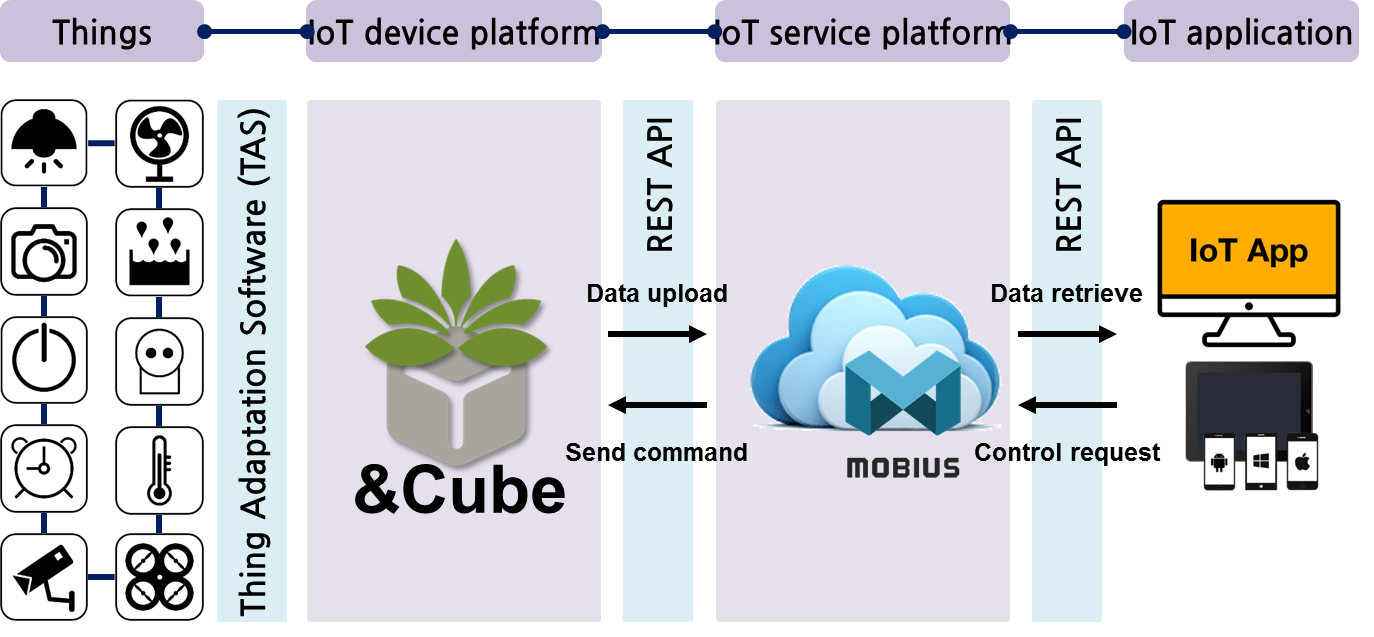 Things
IoT device platform
IoT service platform
IoT application
Thing Adaptation Software (TAS)
REST API
REST API
IoT App
Data upload
Data retrieve
Send command
Control request
MOBIUS
&Cube